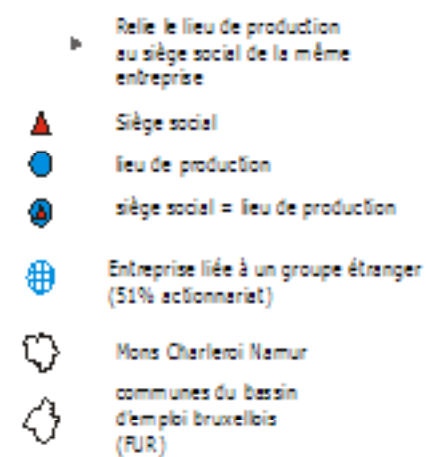 Relie le lieu de production
au siège social de la même
entreprise
Siège social
lieu de production
siège social = lieu de production
Entreprise liée à un groupe étranger
(51% actionnariat)
Mons Charleroi Namur
communes du bassin
d'emploi bruxellois
(FUR)